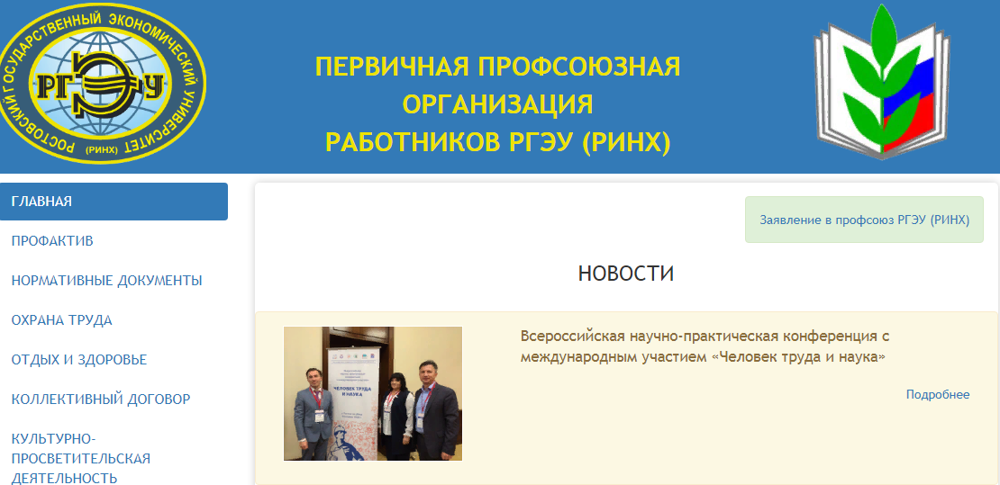 РОСТОВСКИЙ ГОСУДАРСТВЕННЫЙ ЭКОНОМИЧЕСКИЙ УНИВЕРСИТЕТ
РГЭУ
(РИНХ)
ПЕРВИЧНАЯ ПРОФСОЮЗНАЯ
ОРГАНИЗАЦИЯ
РАБОТНИКОВ РГЭУ (РИНХ)
ГЛАВНАЯ
ПРОФАКТИВ
НОРМАТИВНЫЕ ДОКУМЕНТЫ
ОХРАНА ТРУДА
ОТДЫХ И ЗДОРОВЬЕ
КОЛЛЕКТИВНЫЙ ДОГОВОР
КУЛЬТУРНО-
ПРОСВЕТИТЕЛЬСКАЯ
ДЕЯТЕЛЬНОСТЬ
Заявление в профсоюз РГЭУ (РИНХ)
НОВОСТИ
ЧЕЛОВЕК ТРУДА
И НАУКА
Всероссийская научно-практическая конференция с
международным участием «Человек труда и наука»
Подробнее